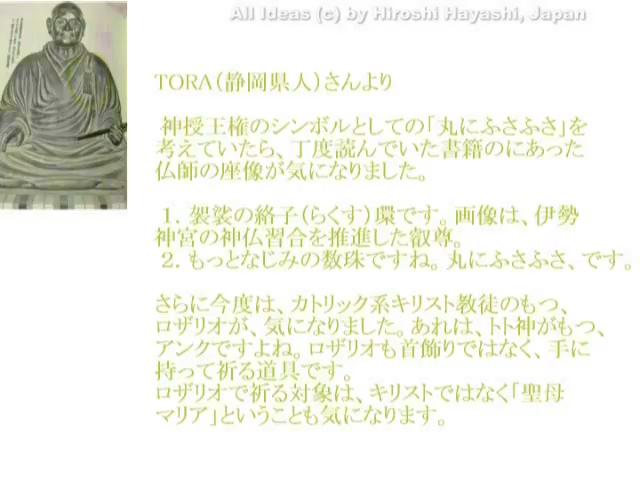 All Ideas (c) by Hiroshi Hayashi, Japan
TORA(静岡県人)さんより
神授王権のシンボルとしての「丸にふさふさ」を
考えていたら、丁度読んでいた書籍のにあった
仏師の座像が気になりました。
1. 袈裟の絡子(らくす)環です。画像は、伊勢
神宮の神仏習合を推進した叡尊。
2. もっとなじみの数珠ですね。丸にふさふさ、です。
さらに今度は、カトリック系キリスト教徒のもつ、
ロザリオが、気になりました。あれは、トト神がもつ、
アンクですよね。ロザリオも首飾りではなく、手に
持って祈る道具です。
ロザリオで祈る対象は、キリストではなく「聖母
マリア」ということも気になります。